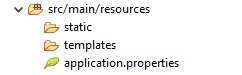 src/main/resources
static
templates
application.properties